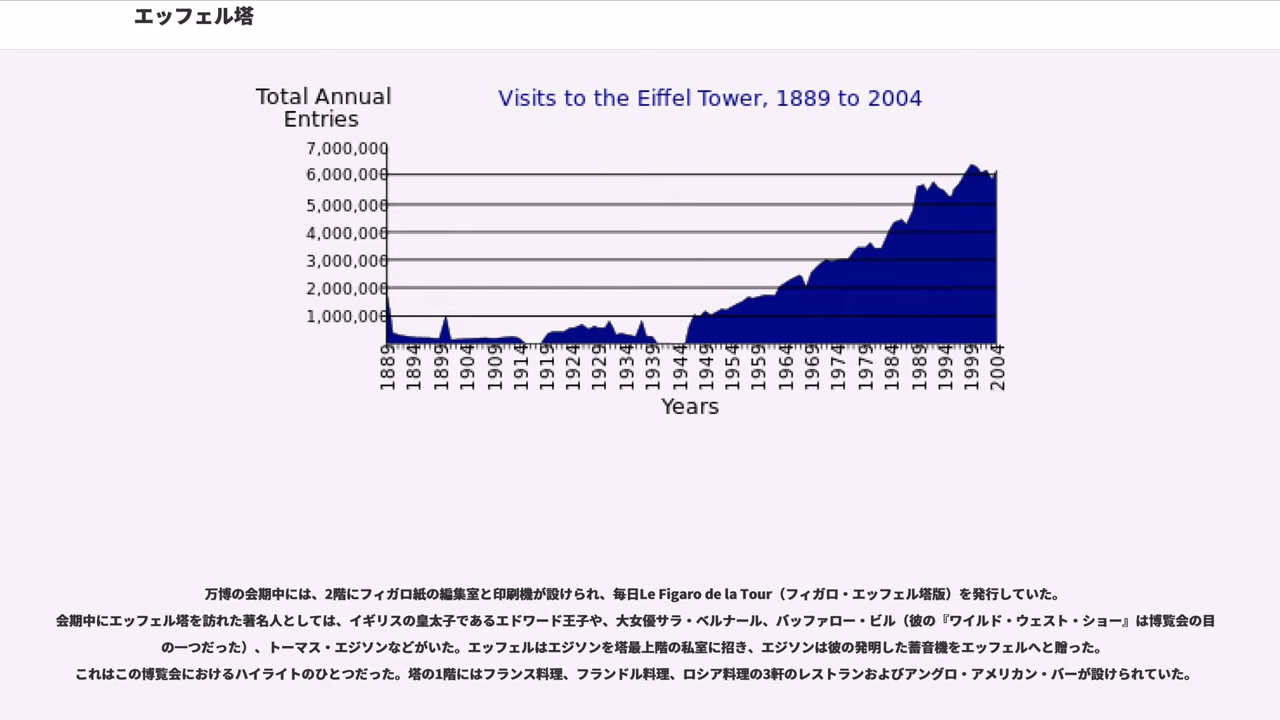 エッフェル塔
Total Annual
Entries
Visits to the Eiffel Tower, 1889 to 2004
7,000,000
6,000,000
5,000,000
4,000,000
3,000,000
2,000,000
1,000,000
1889 1894 1899 1904 1909 1914 1919 1924 1929 1934 1939 1944 1949 1954 1959 1964 1969 1974 1979 1984 1989 1994 1999 2004
Years
万博の会期中には、2階にフィガロ紙の編集室と印刷機が設けられ、毎日Le Figaro de la Tour（フィガロ・エッフェル塔版）を発行していた。
会期中にエッフェル塔を訪れた著名人としては、イギリスの皇太子であるエドワード王子や、大女優サラ・ベルナール、バッファロー・ビル（彼の『ワイルド・ウェスト・ショー』は博覧会の目
の一つだった）、トーマス・エジソンなどがいた。エッフェルはエジソンを塔最上階の私室に招き、エジソンは彼の発明した蓄音機をエッフェルへと贈った。
これはこの博覧会におけるハイライトのひとつだった。塔の1階にはフランス料理、フランドル料理、ロシア料理の3軒のレストランおよびアングロ・アメリカン・バーが設けられていた。